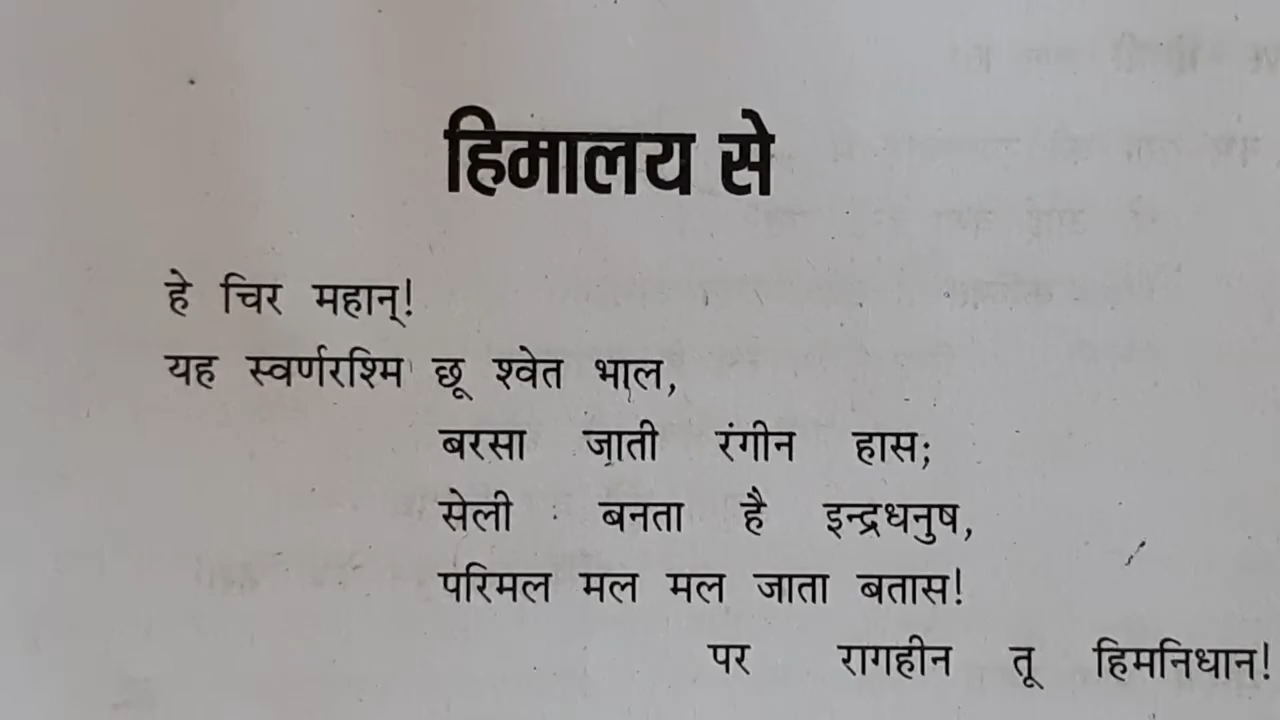 हिमालय से
हे चिर महान्!
यह स्वर्णरश्मि छू श्वेत भाल,
बरसा जाती रंगीन हास;
सेली बनता है इन्द्रधनुष,
परिमल मल मल जाता बतास!
पर रागहीन तू हिमनिधान!